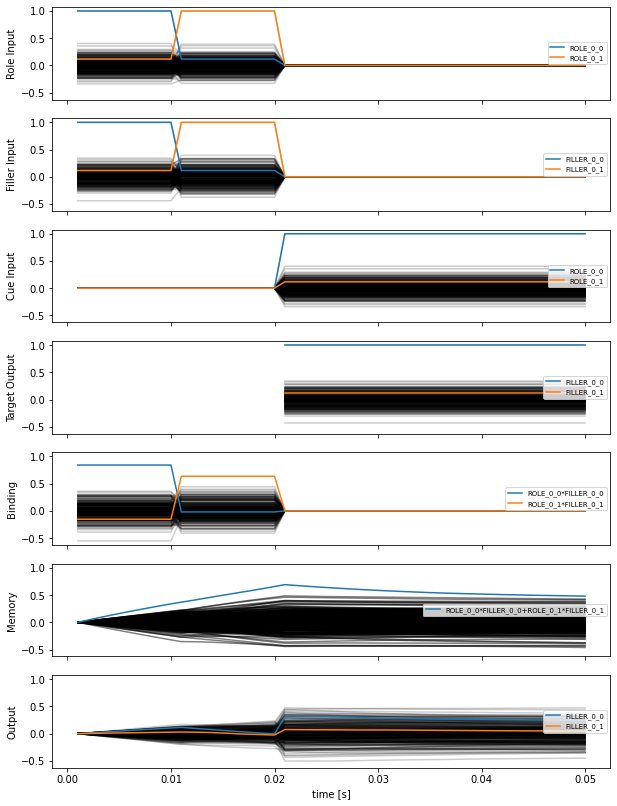 1.0
0.5
0.0
−0.5
Role Input
ROLE_0_0
ROLE_0_1
1.0
0.5
0.0
−0.5
Filler Input
FILLER_0_0
FILLER_0_1
1.0
0.5
0.0
−0.5
Cue Input
ROLE_0_0
ROLE_0_1
1.0
0.5
0.0
−0.5
Target Output
FILLER_0_0
FILLER_0_1
1.0
0.5
0.0
−0.5
Binding
ROLE_0_0*FILLER_0_0
ROLE_0_1*FILLER_0_1
1.0
0.5
0.0
−0.5
Memory
ROLE_0_0*FILLER_0_0+ROLE_0_1*FILLER_0_1
1.0
0.5
0.0
−0.5
Output
FILLER_0_0
FILLER_0_1
0.00 0.01 0.02 0.03 0.04 0.05
time [s]